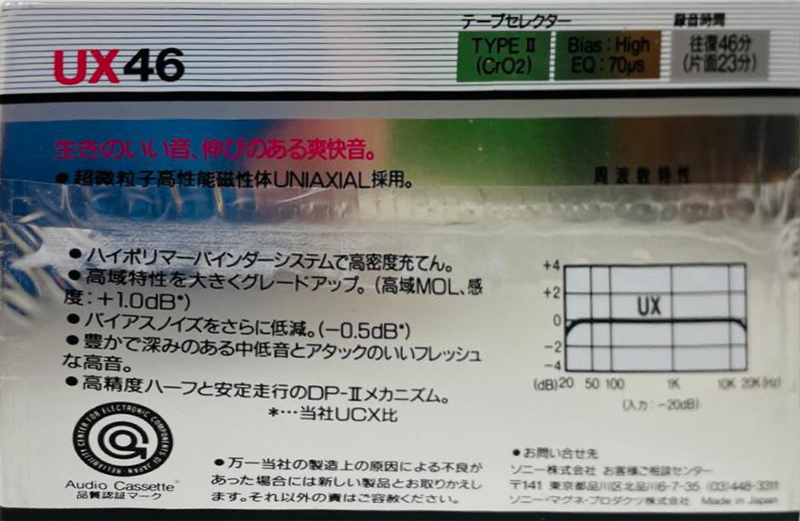 UX46
テープセレクター
TYPE II
(CrO2)
Bias : High
EQ : 70μs
録音時間
往復46分
(片面23分)
生きのいい音、伸びのある爽快音。
●超微粒子高性能磁性体UNIAXIAL採用。
●ハイポリマーバインダーシステムで高密度充てん。
●高域特性を大きくグレードアップ。(高域MOL、感
度:+1.0dB*)
●バイアスノイズをさらに低減。(−0.5dB*)
●豊かで深みのある中低音とアタックのいいフレッシュ
な高音。
●高精度ハーフと安定走行のDP-IIメカニズム。
*…当社UCX比
周波数特性
+4
+2
0
−2
−4
UX
(dB) 20 50 100 1K 10K 20K(Hz)
(入力:−20dB)
RELIABILITY CENTER FOR ELECTRONIC COMPONENTS OF JAPAN
Audio Cassette
品質認証マーク
●万一当社の製造上の原因による不良が
あった場合には新しい製品とお取りかえし
ます。それ以外の責はご容赦ください。
●お問い合せ先
ソニー株式会社 お客様ご相談センター
〒141 東京都品川区北品川6-7-35 (03)448-3311
ソニー・マグネ・プロダクツ株式会社 Made in Japan